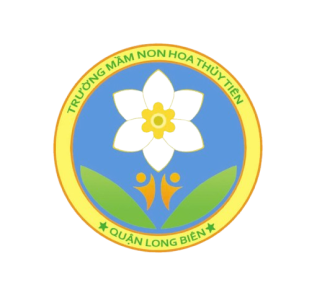 TRƯỜNG MẦM NON HOA THỦY TIÊN
QUẬN LONG BIÊN